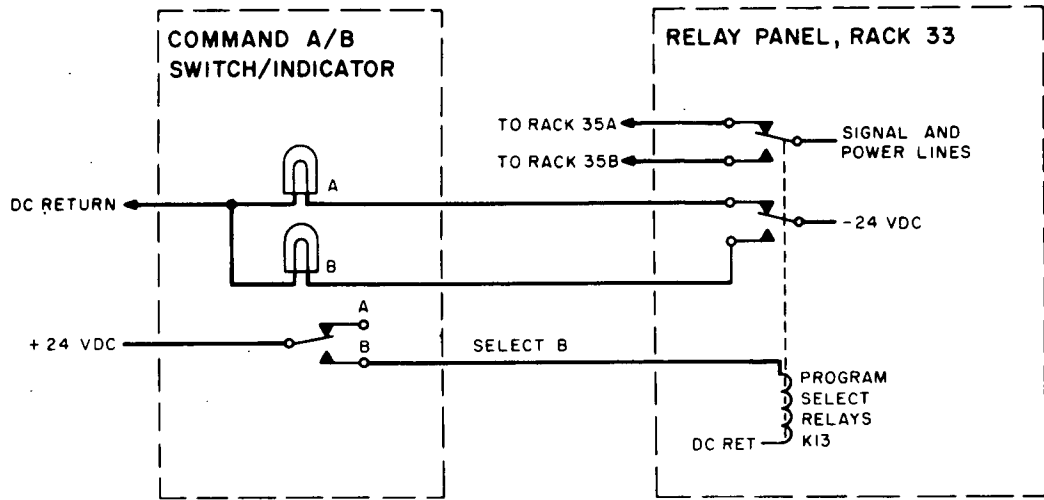 COMMAND A/B
SWITCH/INDICATOR
RELAY PANEL, RACK 33
TO RACK 35A
TO RACK 35B
SIGNAL AND
POWER LINES
A
DC RETURN
-24 VDC
B
A
+ 24 VDC
B
SELECT B
PROGRAM
SELECT
RELAYS
K13
DC RET